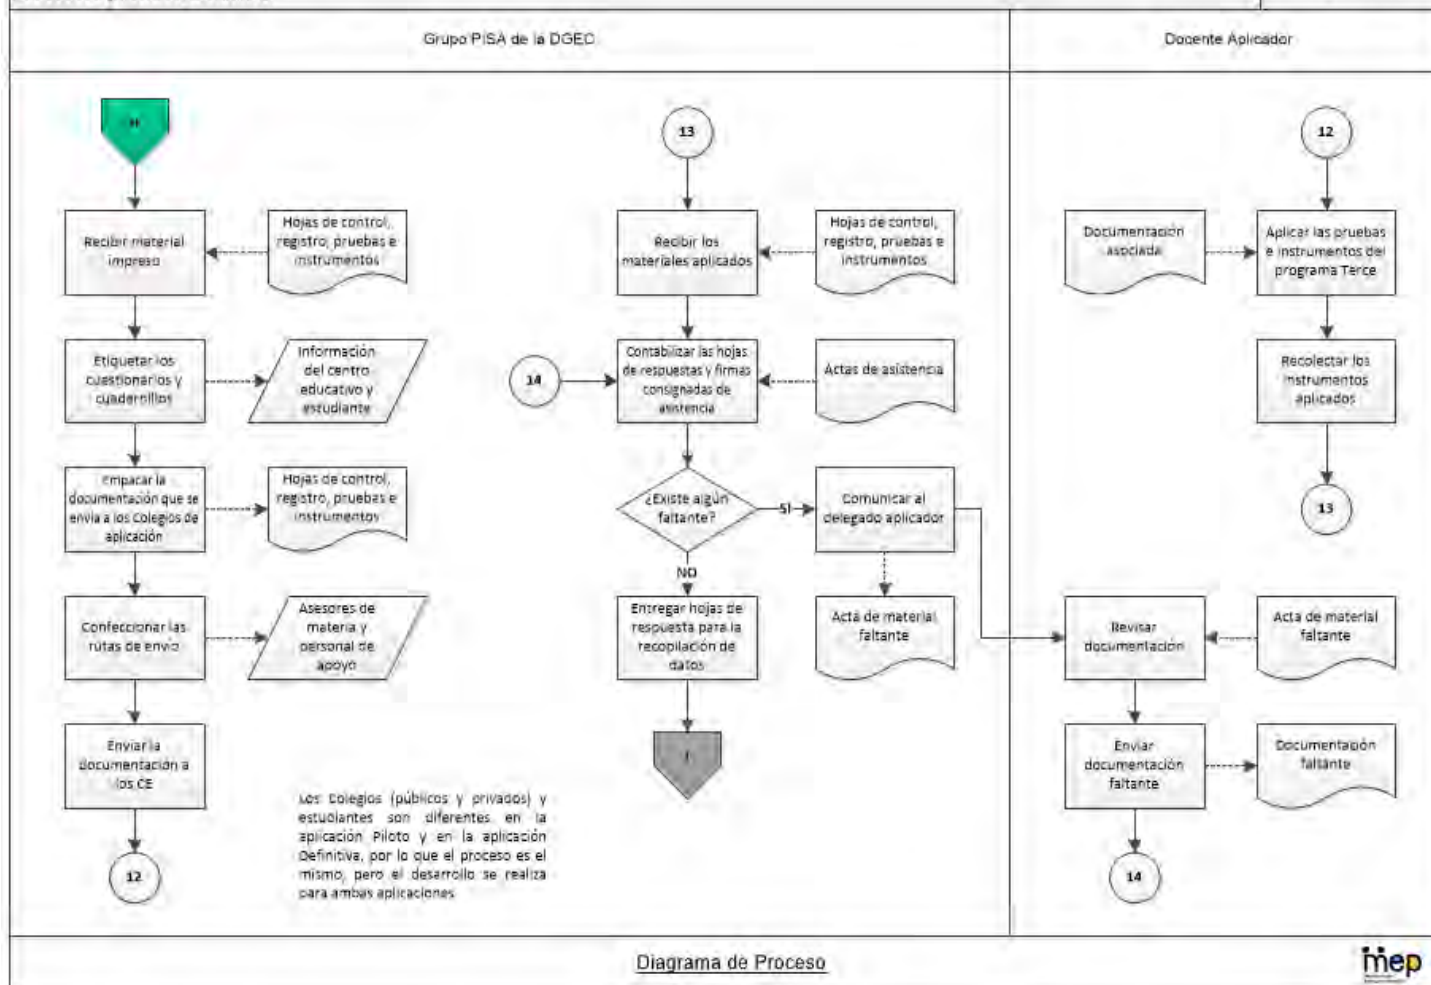 Grupo PISA de la DGEC
Docente Aplicador
H
Recibir material
impreso
Hojas de control,
registro, pruebas e
instrumentos
Etiquetar los
cuestionarios y
cuadernillos
Información
del centro
educativo y
estudiante
Empacar la
documentación que se
envía a los Colegios de
aplicación
Hojas de control,
registro, pruebas e
instrumentos
Confeccionar las
rutas de envío
Asesores de
materia y
personal de
apoyo
Enviar la
documentación a
los CE
12
13
Recibir los
materiales aplicados
Hojas de control,
registro, pruebas e
instrumentos
14
Contabilizar las hojas
de respuestas y firmas
consignadas de
asistencia
Actas de asistencia
¿Existe algún
faltante?
SI
Comunicar al
delegado aplicador
NO
Entregar hojas de
respuesta para la
recopilación de
datos
Acta de material
faltante
I
Los Colegios (públicos y privados) y
estudiantes son diferentes en la
aplicación Piloto y en la aplicación
Definitiva, por lo que el proceso es el
mismo, pero el desarrollo se realiza
para ambas aplicaciones
12
Documentación
asociada
Aplicar las pruebas
e instrumentos del
programa Terce
Recolectar los
instrumentos
aplicados
13
Revisar
documentación
Acta de material
faltante
Enviar
documentación
faltante
Documentación
faltante
14
Diagrama de Proceso
mep